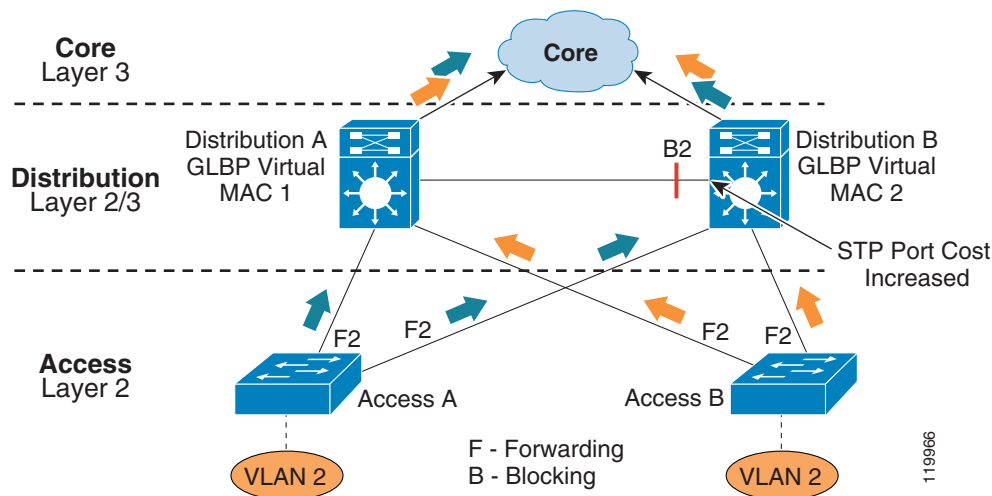 Core
Layer 3
Core
Distribution A
GLBP Virtual
MAC 1
B2
Distribution B
GLBP Virtual
MAC 2
Distribution
Layer 2/3
STP Port Cost
Increased
F2
F2
F2
F2
Access
Layer 2
Access A
Access B
F - Forwarding
B - Blocking
VLAN 2
VLAN 2
119966